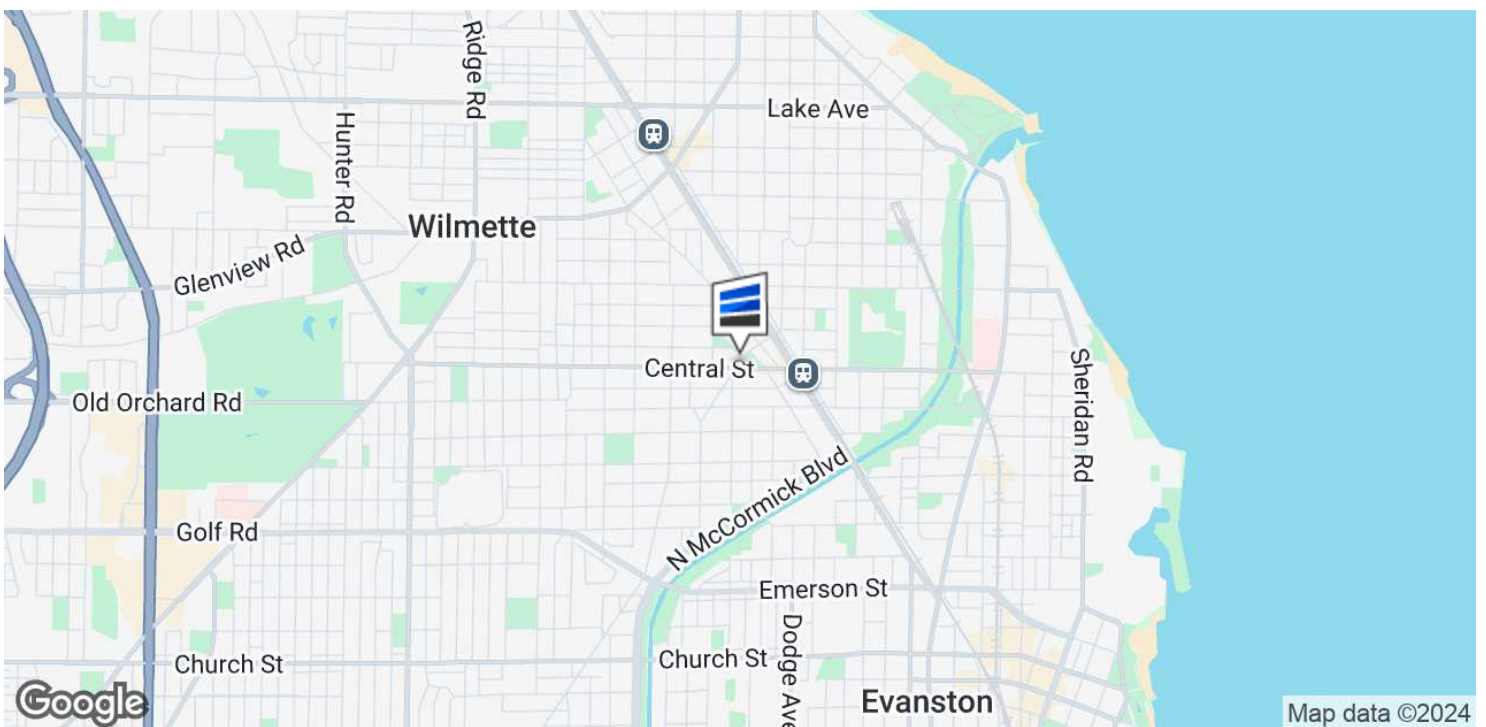 Ridge Rd
Lake Ave
Hunter Rd
Wilmette
Glenview Rd
Central St
Sheridan Rd
Old Orchard Rd
N McCormick Blvd
Golf Rd
Emerson St
Dodge Ave
Church St
Church St
Evanston
Google
Map data ©2024